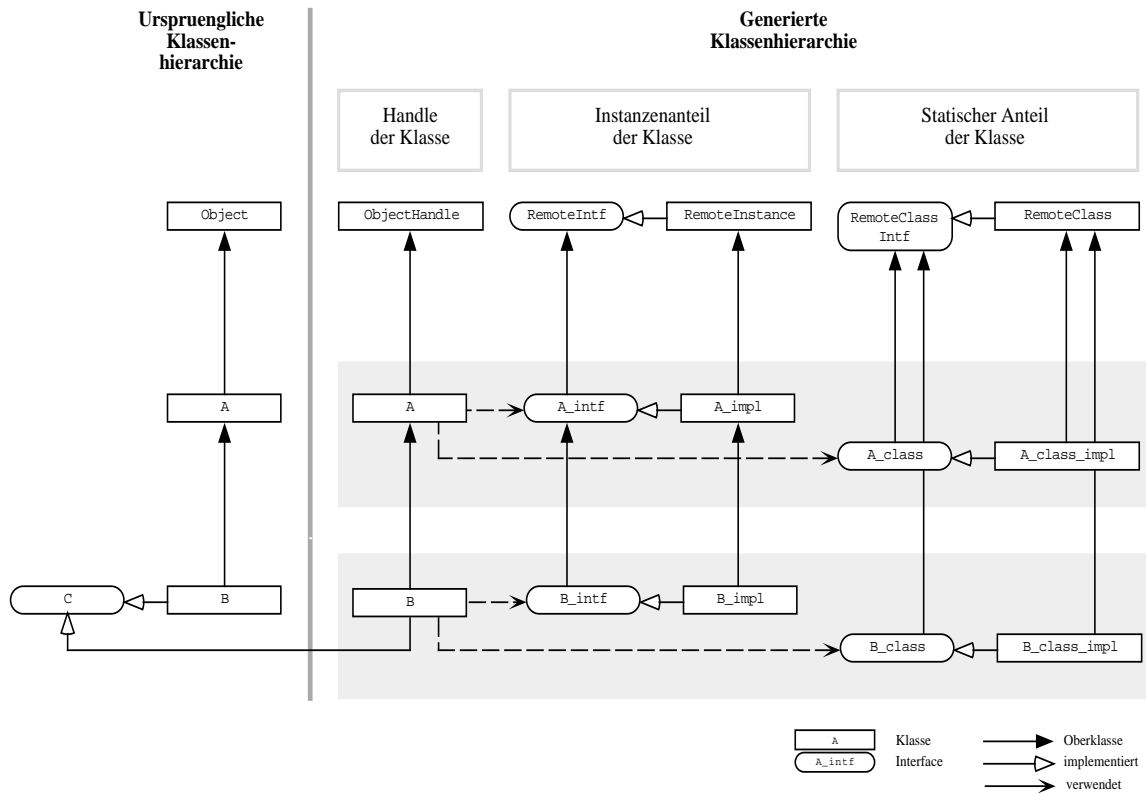 Urspruengliche
Klassen-
hierarchie
Generierte
Klassenhierarchie
Handle
der Klasse
Instanzenanteil
der Klasse
Statischer Anteil
der Klasse
Object
ObjectHandle
RemoteIntf
RemoteInstance
RemoteClass
Intf
RemoteClass
A
A
A_intf
A_impl
A_class
A_class_impl
C
B
B
B_intf
B_impl
B_class
B_class_impl
A
Klasse
Oberklasse
A_intf
Interface
implementiert
verwendet